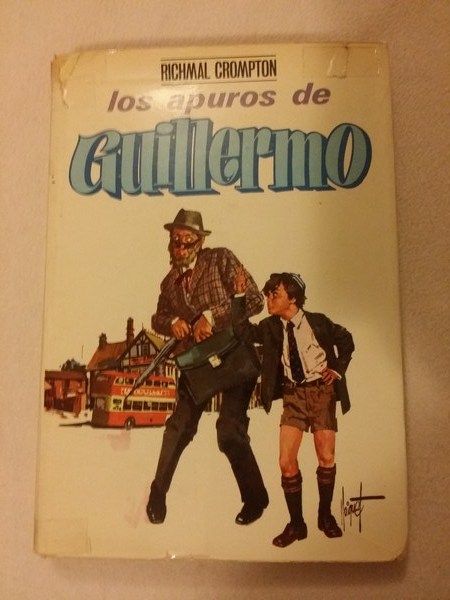 RICHMAL CROMPTON
los apuros de
Guillermo